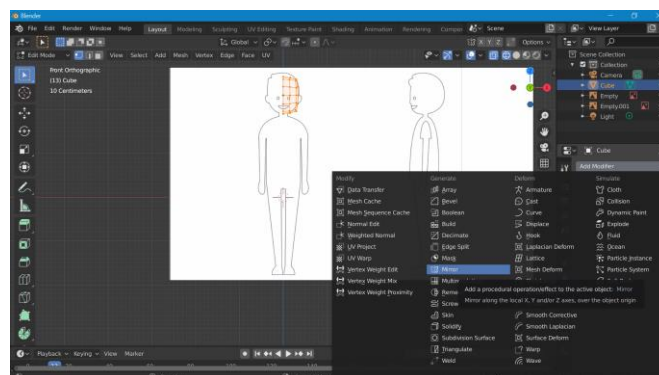 Blender
File Edit Render Window Help Layout Modeling Sculpting UV Editing Texture Paint Shading Animation Rendering Compos Scene View Layer
Global Options
Edit Mode View Select Add Mesh Vertex Edge Face UV
X Y Z
Front Orthographic
(13) Cube
10 Centimeters
Scene Collection
Collection
Camera
Cube
Empty
Empty.001
Light
Cube
Add Modifier
Modify
Data Transfer
Mesh Cache
Mesh Sequence Cache
Normal Edit
Weighted Normal
UV Project
UV Warp
Vertex Weight Edit
Vertex Weight Mix
Vertex Weight Proximity
Generate
Array
Bevel
Boolean
Build
Decimate
Edge Split
Mask
Mirror
Multire
Reme
Screw
Skin
Solidify
Subdivision Surface
Triangulate
Weld
Deform
Armature
Cast
Curve
Displace
Hook
Laplacian Deform
Lattice
Mesh Deform
Smooth Corrective
Smooth Laplacian
Surface Deform
Warp
Wave
Simulate
Cloth
Collision
Dynamic Paint
Explode
Fluid
Ocean
Particle Instance
Particle System
Add a procedural operation/effect to the active object: Mirror
Mirror along the local X, Y and/or Z axes, over the object origin.
Playback Keying View Marker